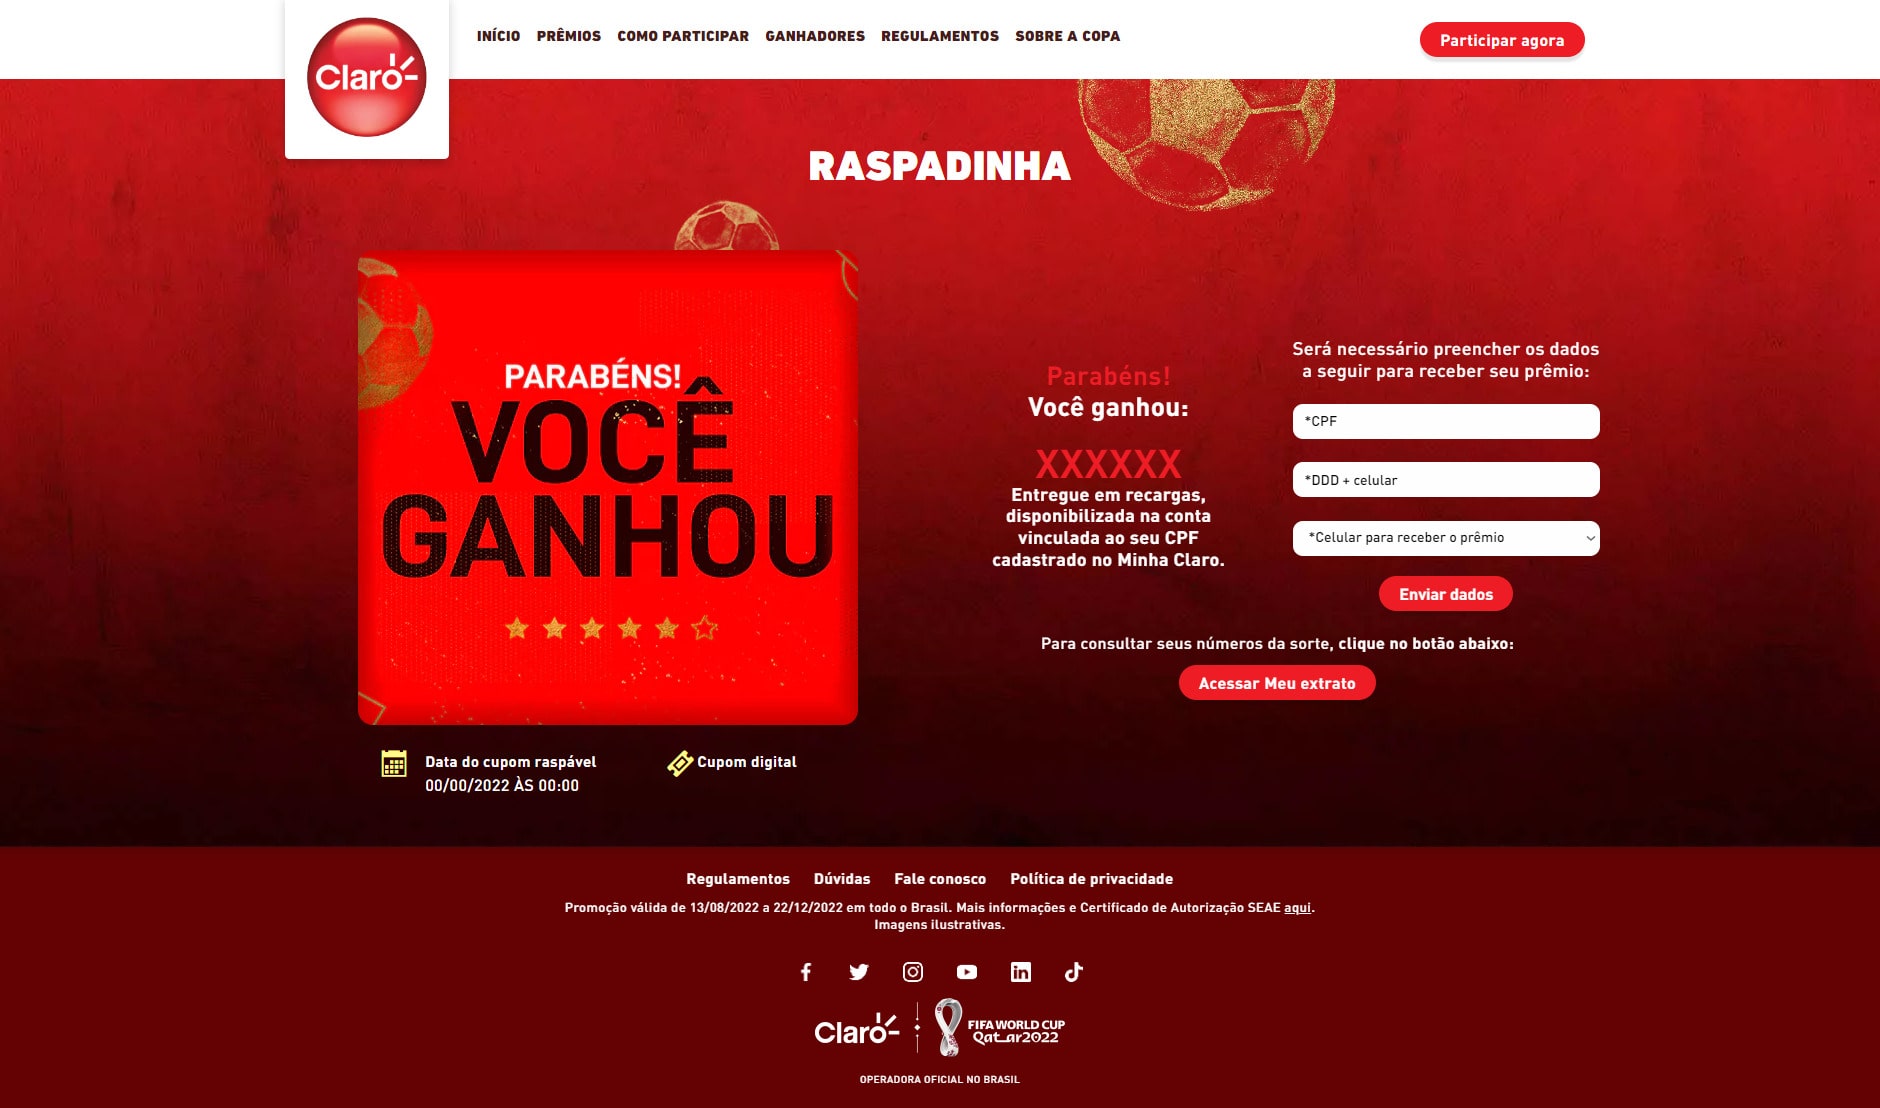 Claro
INÍCIO PRÊMIOS COMO PARTICIPAR GANHADORES REGULAMENTOS SOBRE A COPA
Participar agora
RASPADINHA
PARABÉNS!
VOCÊ
GANHOU
Data do cupom raspável
00/00/2022 ÀS 00:00
Cupom digital
Parabéns!
Você ganhou:
XXXXXX
Entregue em recargas,
disponibilizada na conta
vinculada ao seu CPF
cadastrado no Minha Claro.
Será necessário preencher os dados
a seguir para receber seu prêmio:
*CPF
*DDD + celular
*Celular para receber o prêmio
Enviar dados
Para consultar seus números da sorte, clique no botão abaixo:
Acessar Meu extrato
Regulamentos Dúvidas Fale conosco Política de privacidade
Promoção válida de 13/08/2022 a 22/12/2022 em todo o Brasil. Mais informações e Certificado de Autorização SEAE aqui.
Imagens ilustrativas.
Claro
FIFA WORLD CUP
Qatar2022
OPERADORA OFICIAL NO BRASIL